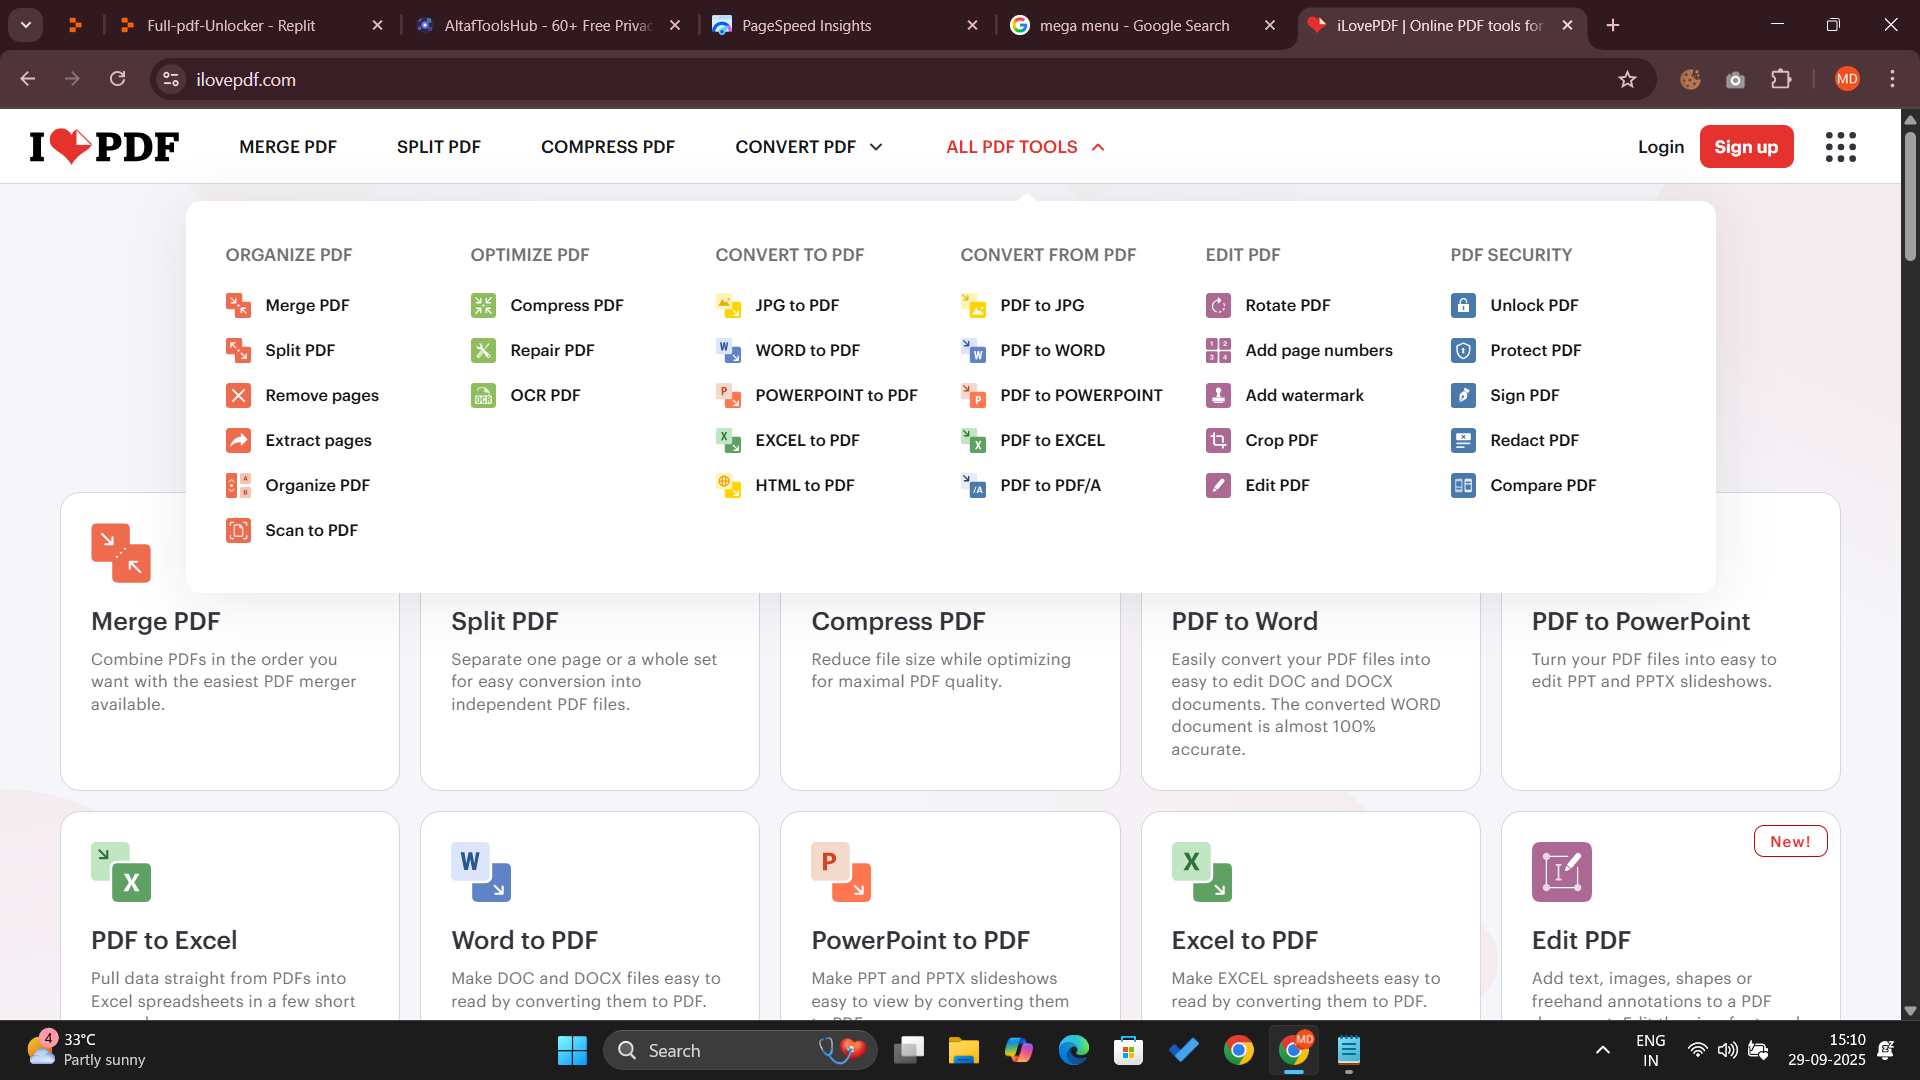 Full-pdf-Unlocker - Replit
AltafToolsHub - 60+ Free Privac
PageSpeed Insights
mega menu - Google Search
iLovePDF | Online PDF tools for
ilovepdf.com
MD
I PDF
MERGE PDF
SPLIT PDF
COMPRESS PDF
CONVERT PDF
ALL PDF TOOLS
Login
Sign up
ORGANIZE PDF
Merge PDF
Split PDF
Remove pages
Extract pages
Organize PDF
Scan to PDF
OPTIMIZE PDF
Compress PDF
Repair PDF
OCR PDF
CONVERT TO PDF
JPG to PDF
WORD to PDF
POWERPOINT to PDF
EXCEL to PDF
HTML to PDF
CONVERT FROM PDF
PDF to JPG
PDF to WORD
PDF to POWERPOINT
PDF to EXCEL
PDF to PDF/A
EDIT PDF
Rotate PDF
Add page numbers
Add watermark
Crop PDF
Edit PDF
PDF SECURITY
Unlock PDF
Protect PDF
Sign PDF
Redact PDF
Compare PDF
Merge PDF
Combine PDFs in the order you
want with the easiest PDF merger
available.
Split PDF
Separate one page or a whole set
for easy conversion into
independent PDF files.
Compress PDF
Reduce file size while optimizing
for maximal PDF quality.
PDF to Word
Easily convert your PDF files into
easy to edit DOC and DOCX
documents. The converted WORD
document is almost 100%
accurate.
PDF to PowerPoint
Turn your PDF files into easy to
edit PPT and PPTX slideshows.
X
PDF to Excel
Pull data straight from PDFs into
Excel spreadsheets in a few short
W
Word to PDF
Make DOC and DOCX files easy to
read by converting them to PDF.
P
PowerPoint to PDF
Make PPT and PPTX slideshows
easy to view by converting them
to PDF.
X
Excel to PDF
Make EXCEL spreadsheets easy to
read by converting them to PDF.
New!
Edit PDF
Add text, images, shapes or
freehand annotations to a PDF
4
33°C
Partly sunny
Search
MD
ENG
IN
15:10
29-09-2025